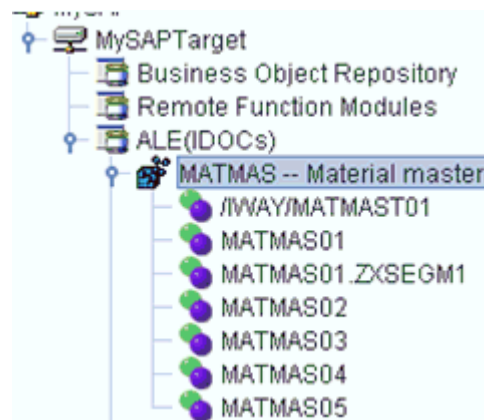 MySAP
MySAPTarget
Business Object Repository
Remote Function Modules
ALE(IDOCs)
MATMAS -- Material master
/IWAY/MATMAST01
MATMAS01
MATMAS01.ZXSEGM1
MATMAS02
MATMAS03
MATMAS04
MATMAS05